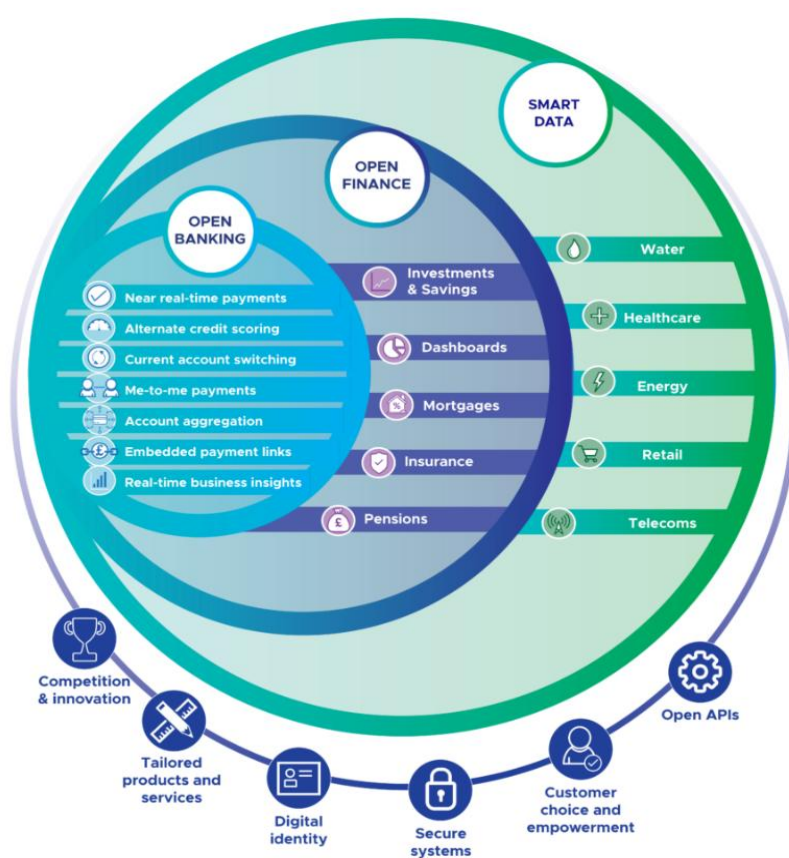 SMART
DATA
OPEN
FINANCE
OPEN
BANKING
Near real-time payments
Alternate credit scoring
Current account switching
Me-to-me payments
Account aggregation
Embedded payment links
Real-time business insights
Investments
& Savings
Dashboards
Mortgages
Insurance
Pensions
Water
Healthcare
Energy
Retail
Telecoms
Competition
& innovation
Tailored
products and
services
Digital
identity
Secure
systems
Customer
choice and
empowerment
Open APIs